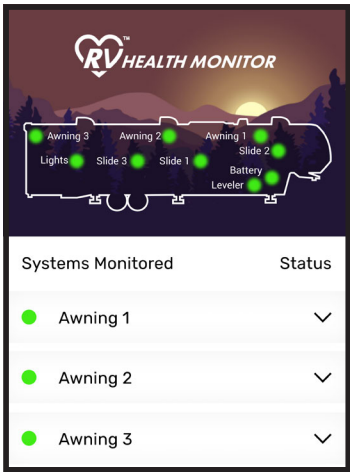 RV™ HEALTH MONITOR
Awning 3 Awning 2 Awning 1
Slide 2
Lights Slide 3 Slide 1
Battery
Leveler
Systems Monitored Status
Awning 1
Awning 2
Awning 3